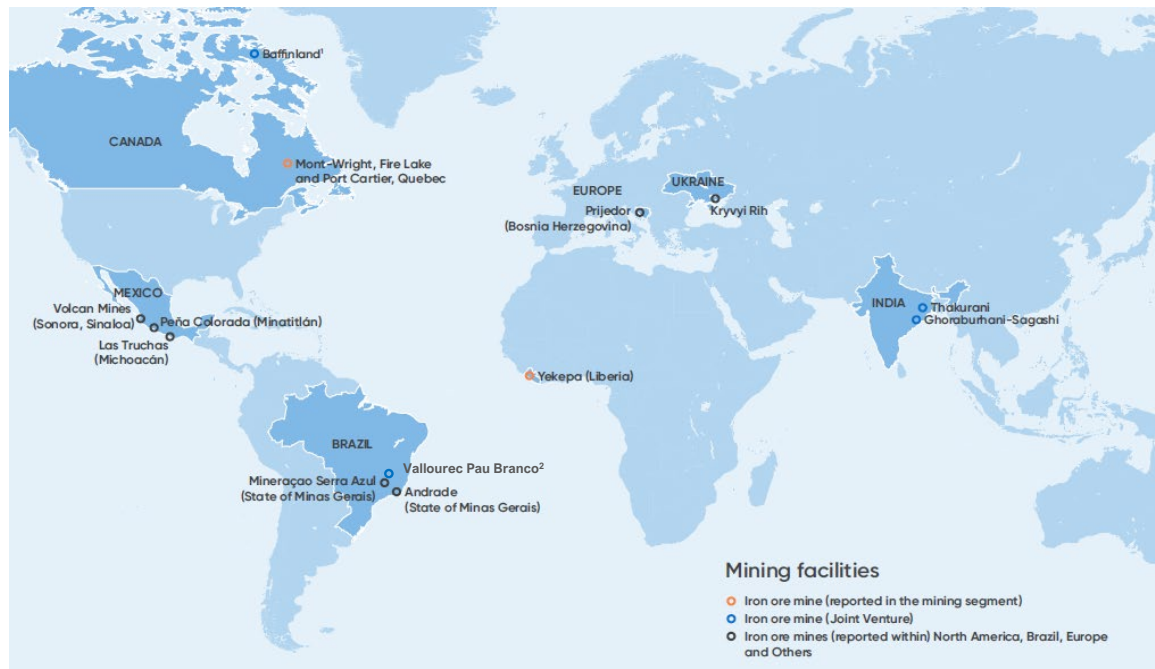 Baffinland¹
CANADA
Mont-Wright, Fire Lake
and Port Cartier, Quebec
UKRAINE
EUROPE
Prijedor
(Bosnia Herzegovina)
Kryvyi Rih
MEXICO
Volcan Mines
(Sonora, Sinaloa)
Peña Colorada (Minatitlán)
Las Truchas
(Michoacán)
INDIA
Thakurani
Ghoraburhani-Sagashi
Yekepa (Liberia)
BRAZIL
Vallourec Pau Branco²
Mineraçao Serra Azul
(State of Minas Gerais)
Andrade
(State of Minas Gerais)
Mining facilities
Iron ore mine (reported in the mining segment)
Iron ore mine (Joint Venture)
Iron ore mines (reported within) North America, Brazil, Europe
and Others